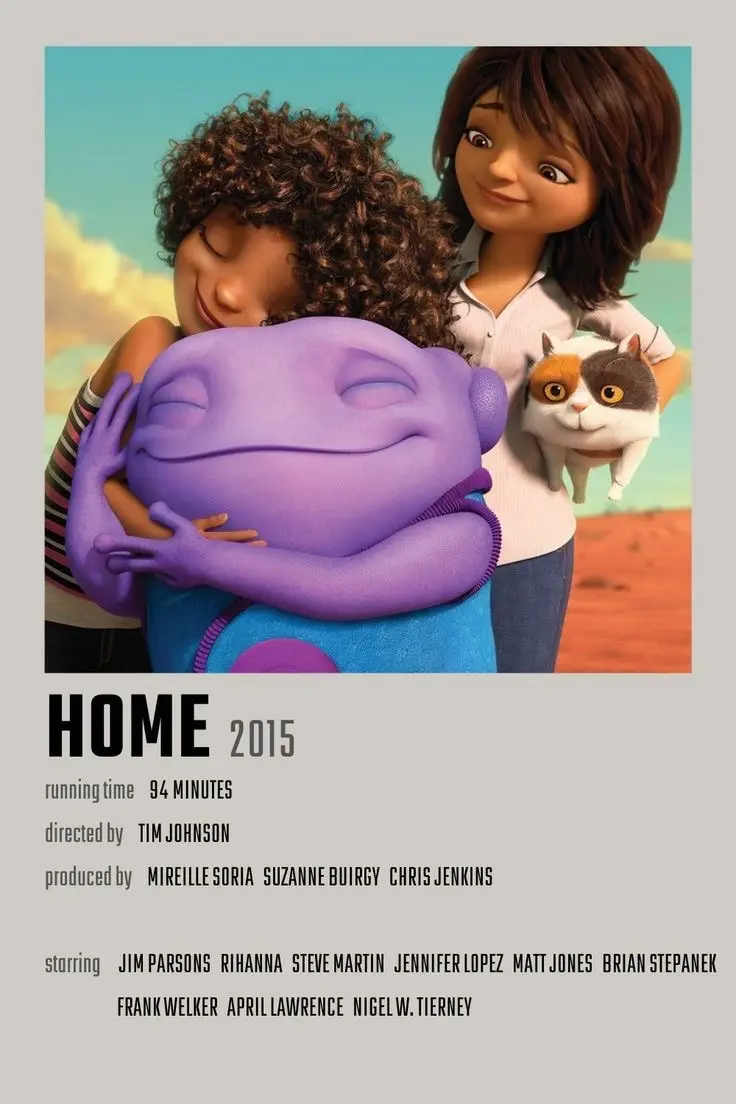 HOME 2015
running time 94 MINUTES
directed by TIM JOHNSON
produced by MIREILLE SORIA SUZANNE BUIRGY CHRIS JENKINS
starring JIM PARSONS RIHANNA STEVE MARTIN JENNIFER LOPEZ MATT JONES BRIAN STEPANEK
FRANK WELKER APRIL LAWRENCE NIGEL W. TIERNEY